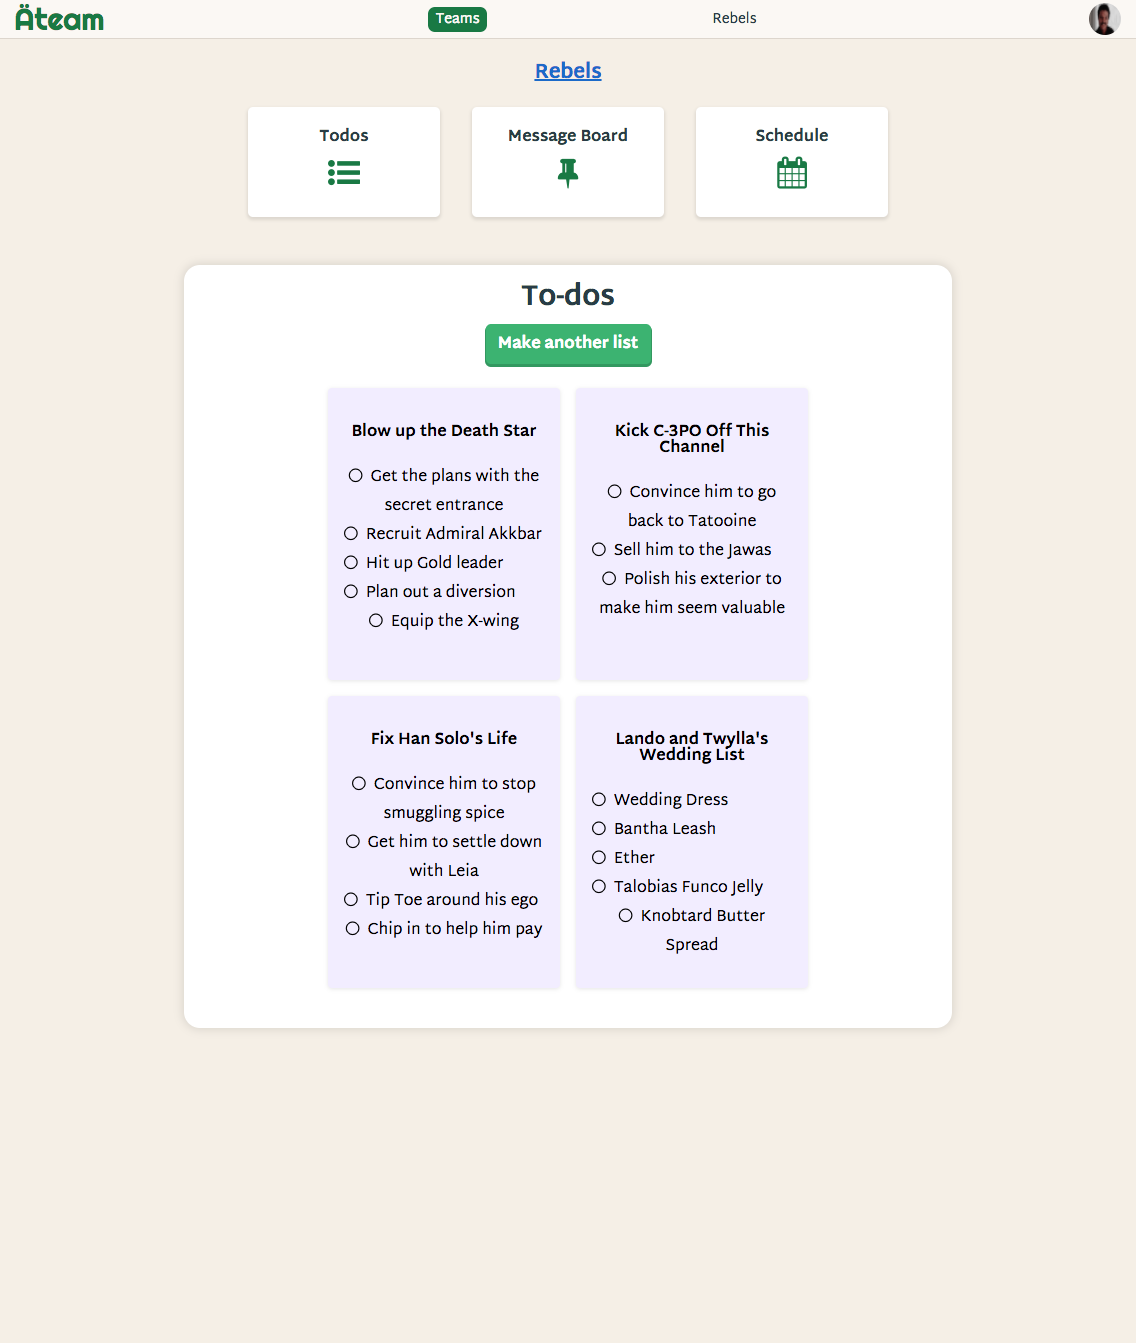 Äteam
Teams
Rebels
Rebels
Todos
Message Board
Schedule
To-dos
Make another list
Blow up the Death Star
Get the plans with the
secret entrance
Recruit Admiral Akkbar
Hit up Gold leader
Plan out a diversion
Equip the X-wing
Kick C-3PO Off This
Channel
Convince him to go
back to Tatooine
Sell him to the Jawas
Polish his exterior to
make him seem valuable
Fix Han Solo's Life
Convince him to stop
smuggling spice
Get him to settle down
with Leia
Tip Toe around his ego
Chip in to help him pay
Lando and Twylla's
Wedding List
Wedding Dress
Bantha Leash
Ether
Talobias Funco Jelly
Knobtard Butter
Spread